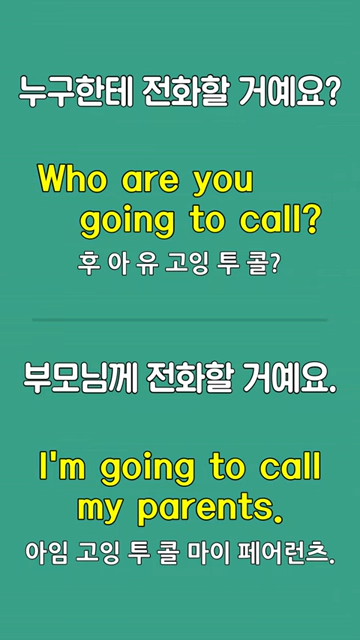 누구한테 전화할 거예요?
Who are you
going to call?
후 아 유 고잉 투 콜?
부모님께 전화할 거예요.
I'm going to call
my parents.
아임 고잉 투 콜 마이 페어런츠.